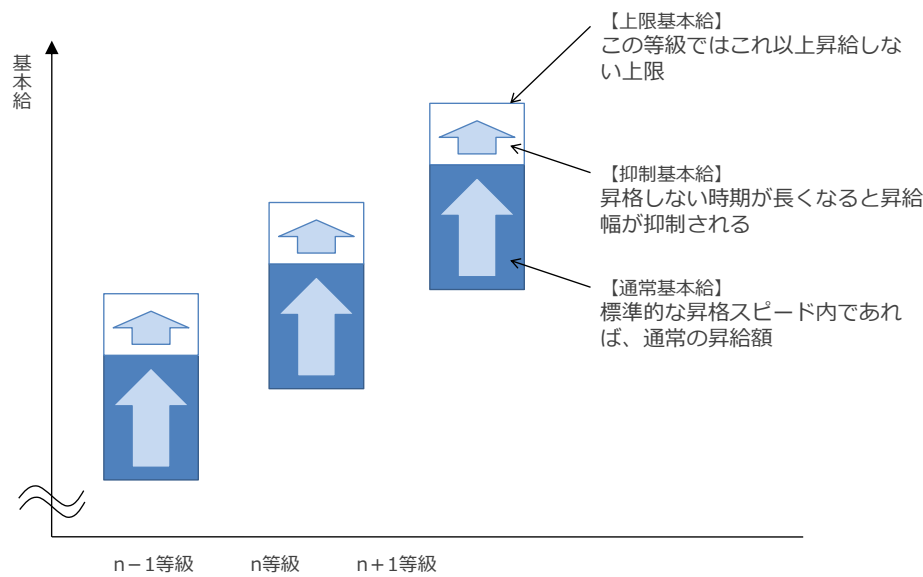 【上限基本給】
この等級ではこれ以上昇給しな
い上限
基本給
【抑制基本給】
昇格しない時期が長くなると昇給
幅が抑制される
【通常基本給】
標準的な昇格スピード内であれ
ば、通常の昇給額
n－1等級
n等級
n＋1等級